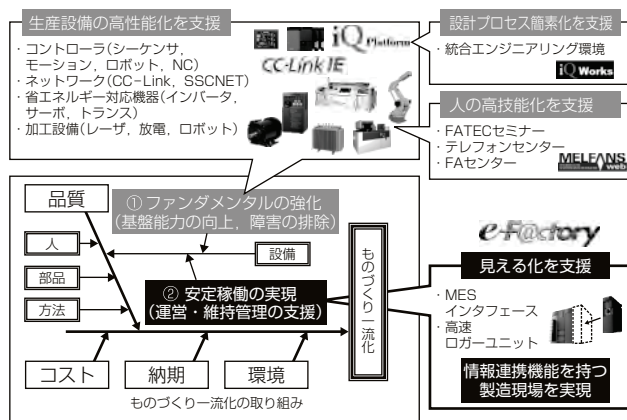 生産設備の高性能化を支援
・コントローラ(シーケンサ,
モーション, ロボット, NC)
・ネットワーク(CC-Link, SSCNET)
・省エネルギー対応機器(インバータ,
サーボ, トランス)
・加工設備(レーザ, 放電, ロボット)
iQ Platform
CC-Link IE
設計プロセス簡素化を支援
・統合エンジニアリング環境
iQ Works
人の高技能化を支援
・FATECセミナー
・テレフォンセンター
・FAセンター
MELFANS web
品質
① ファンダメンタルの強化
(基盤能力の向上, 障害の排除)
人
設備
部品
方法
② 安定稼働の実現
(運営・維持管理の支援)
ものづくり一流化
コスト
納期
環境
ものづくり一流化の取り組み
e-F@ctory
見える化を支援
・MES
インタフェース
・高速
ロガーユニット
情報連携機能を持つ
製造現場を実現